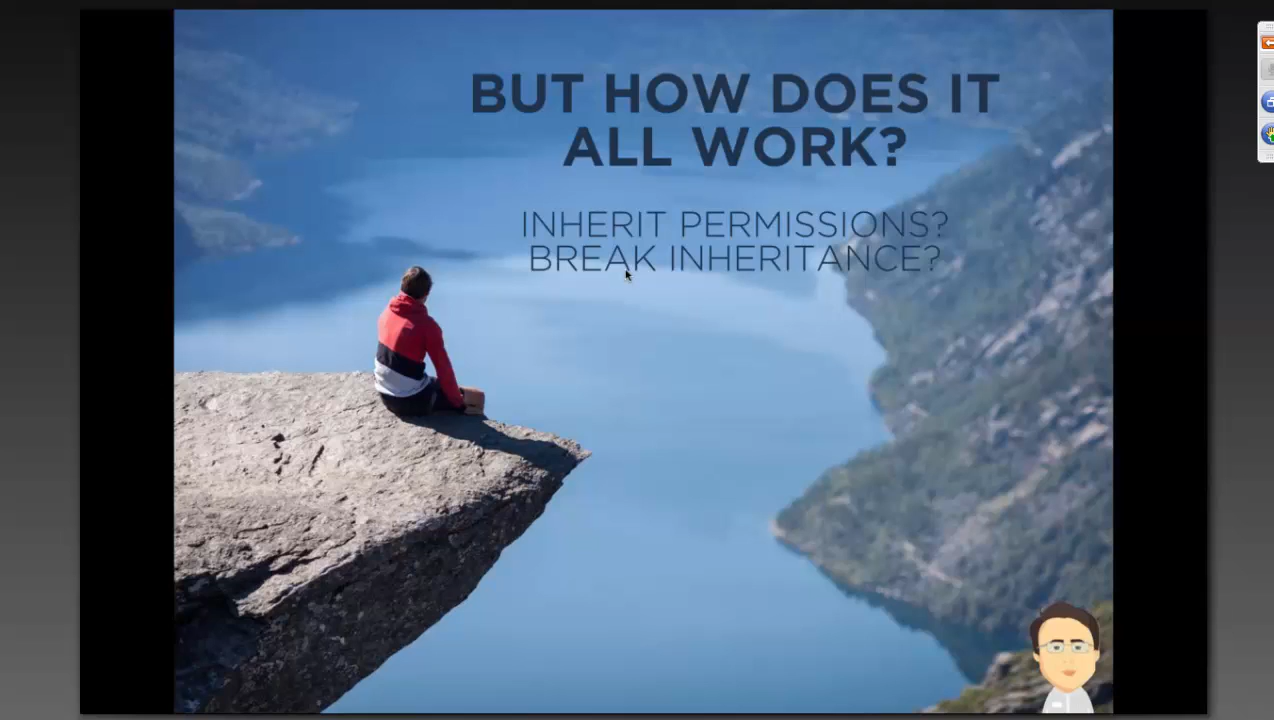 BUT HOW DOES IT
ALL WORK?
INHERIT PERMISSIONS?
BREAK INHERITANCE?